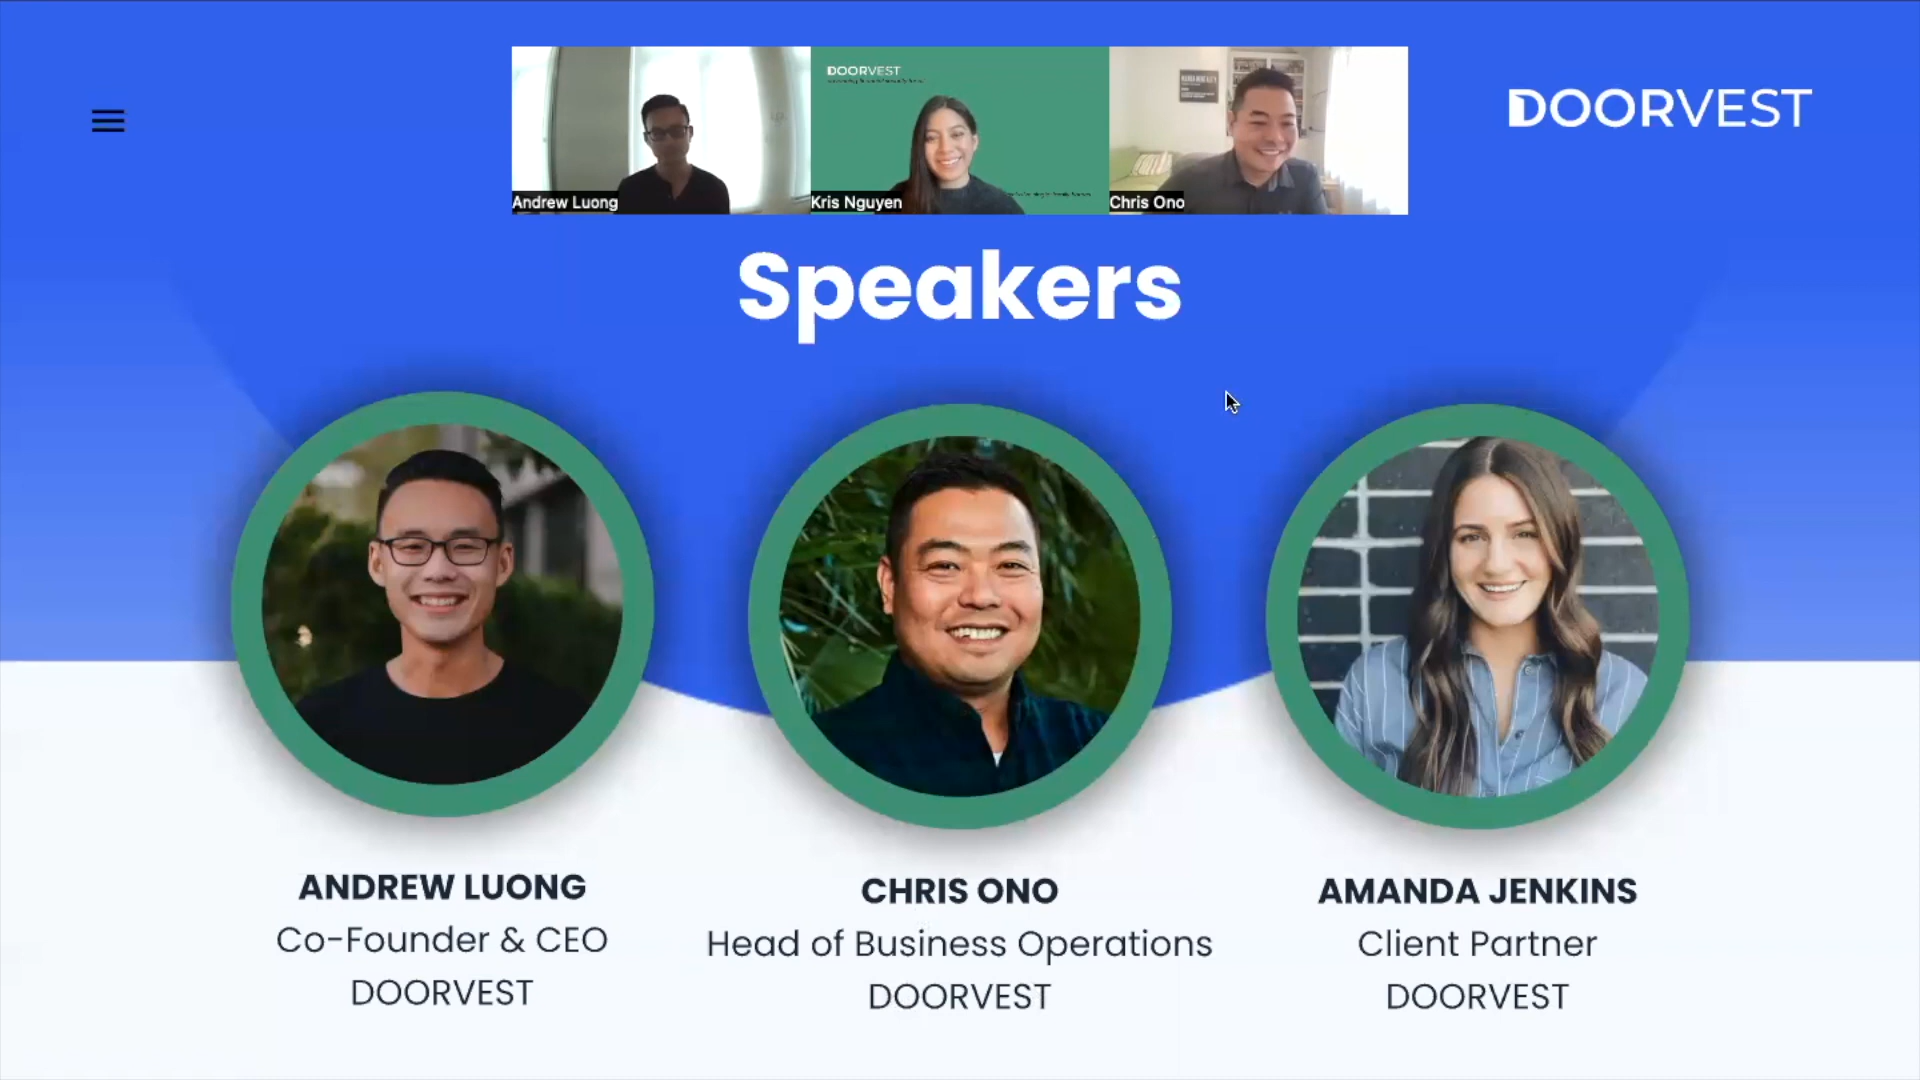 DOORVEST
Andrew Luong
Kris Nguyen
Chris Ono
DOORVEST
Speakers
ANDREW LUONG
Co-Founder & CEO
DOORVEST
CHRIS ONO
Head of Business Operations
DOORVEST
AMANDA JENKINS
Client Partner
DOORVEST